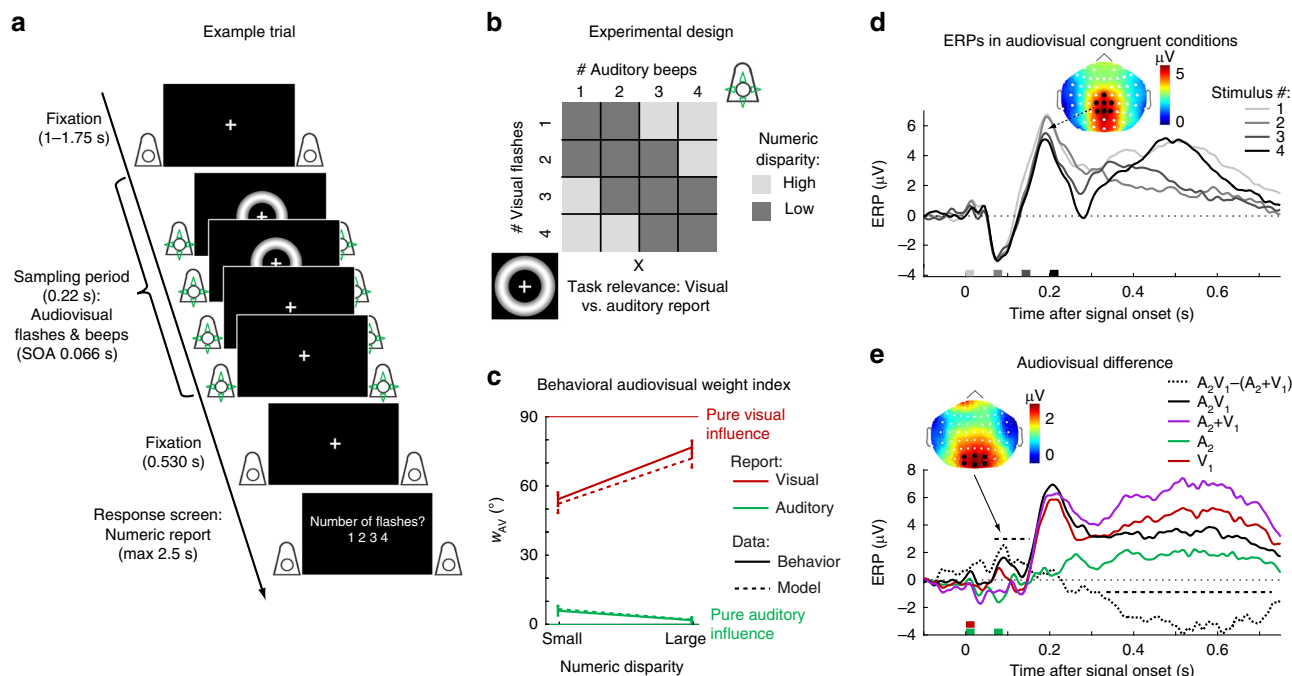 a
Example trial
Fixation
(1–1.75 s)
Sampling period
(0.22 s):
Audiovisual
flashes & beeps
(SOA 0.066 s)
Fixation
(0.530 s)
Response screen:
Numeric report
(max 2.5 s)
Number of flashes?
1 2 3 4
b
Experimental design
# Auditory beeps
1 2 3 4
# Visual flashes
1
2
3
4
Numeric
disparity:
High
Low
X
Task relevance: Visual
vs. auditory report
c
Behavioral audiovisual weight index
90
60
30
0
wAV (°)
Pure visual
influence
Report:
Visual
Auditory
Data:
Behavior
Model
Pure auditory
influence
Small Large
Numeric disparity
d
ERPs in audiovisual congruent conditions
μV
5
0
Stimulus #:
1
2
3
4
6
4
2
0
−2
−4
ERP (μV)
0 0.2 0.4 0.6
Time after signal onset (s)
e
Audiovisual difference
μV
2
0
A2V1−(A2+V1)
A2V1
A2+V1
A2
V1
8
6
4
2
0
−2
−4
ERP (μV)
0 0.2 0.4 0.6
Time after signal onset (s)